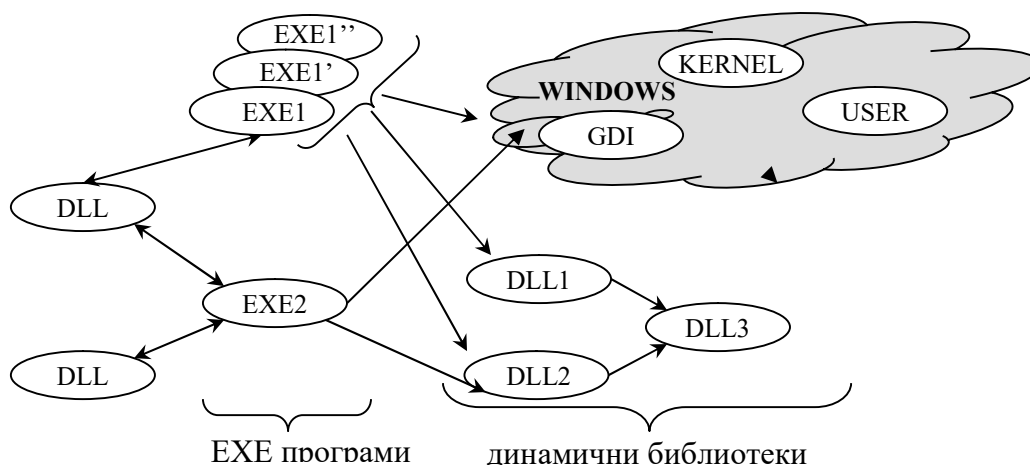 EXE1’’
EXE1’
EXE1
KERNEL
WINDOWS
USER
GDI
DLL
DLL1
EXE2
DLL3
DLL
DLL2
EXE програми
динамични библиотеки